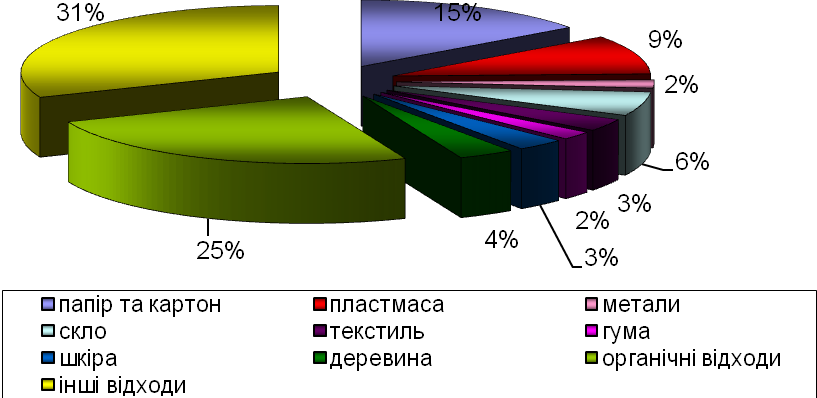 31%
15%
9%
2%
6%
3%
2%
3%
4%
25%
папір та картон
пластмаса
метали
скло
текстиль
гума
шкіра
деревина
органічні відходи
інші відходи